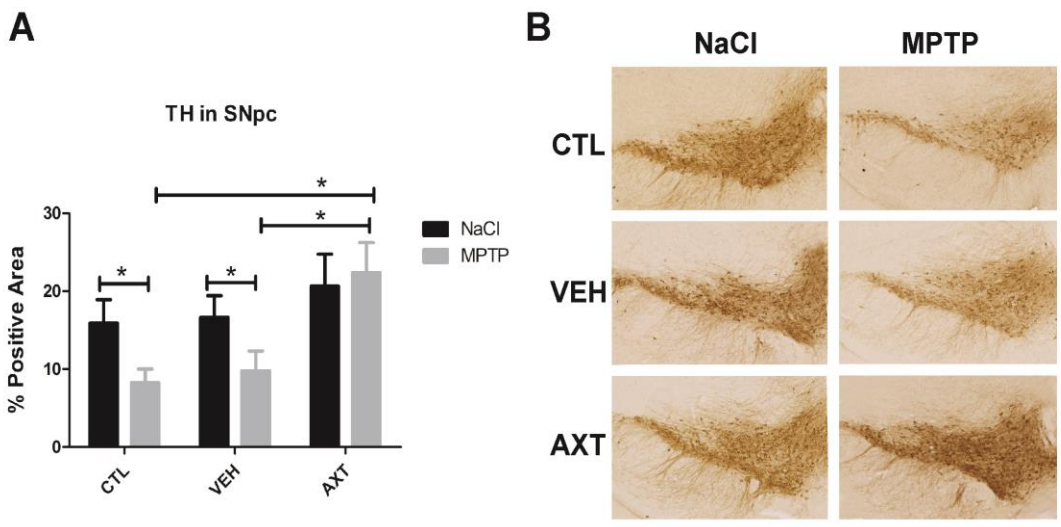 A
TH in SNpc
% Positive Area
30
20
10
0
*
*
*
*
NaCl
MPTP
CTL
VEH
AXT
B
NaCl
MPTP
CTL
VEH
AXT